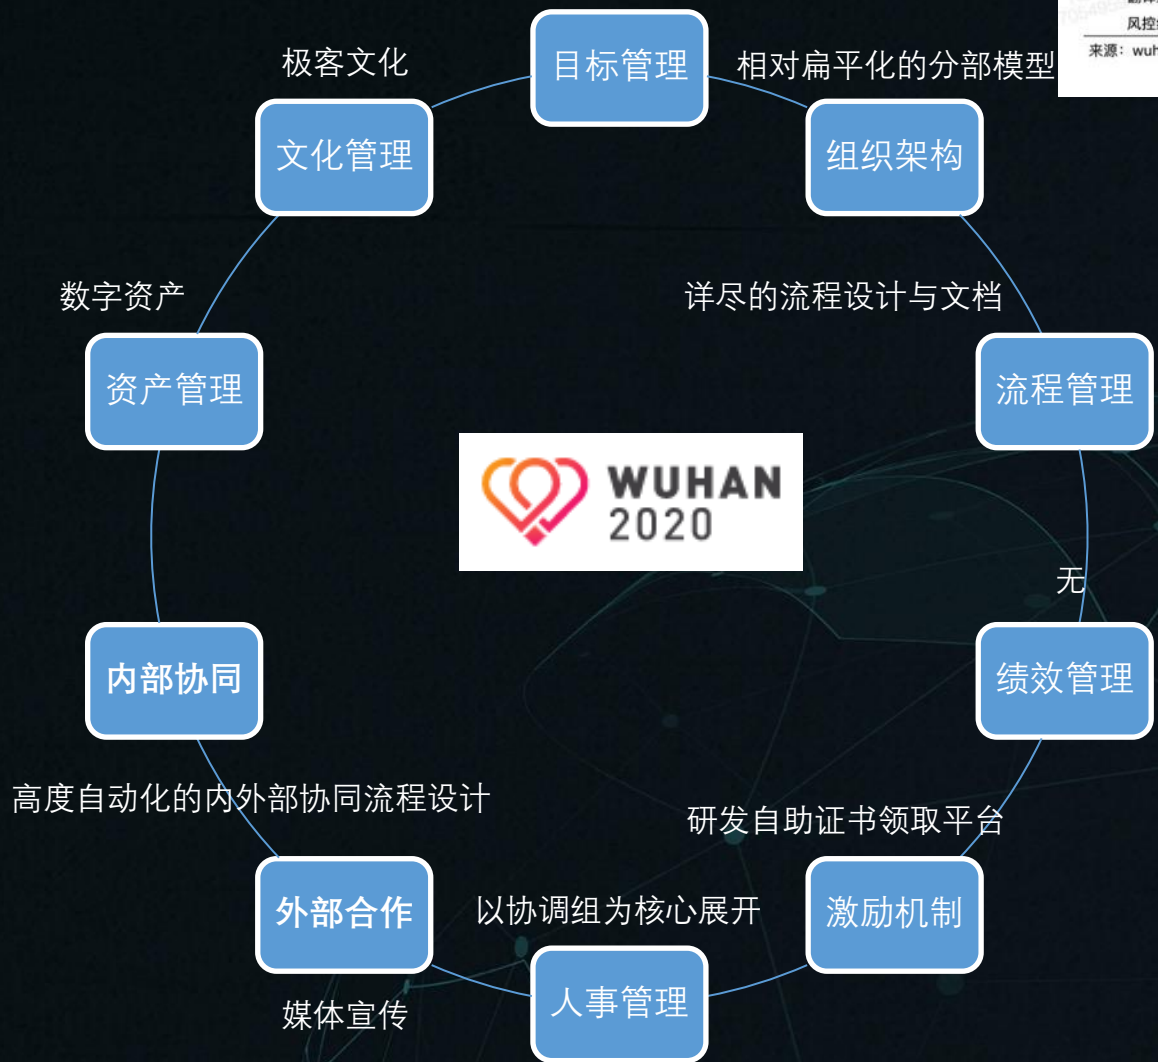 风控
来源：wuh
极客文化
目标管理
相对扁平化的分部模型
文化管理
组织架构
数字资产
详尽的流程设计与文档
资产管理
流程管理
WUHAN
2020
无
内部协同
绩效管理
高度自动化的内外部协同流程设计
研发自助证书领取平台
外部合作
以协调组为核心展开
激励机制
媒体宣传
人事管理